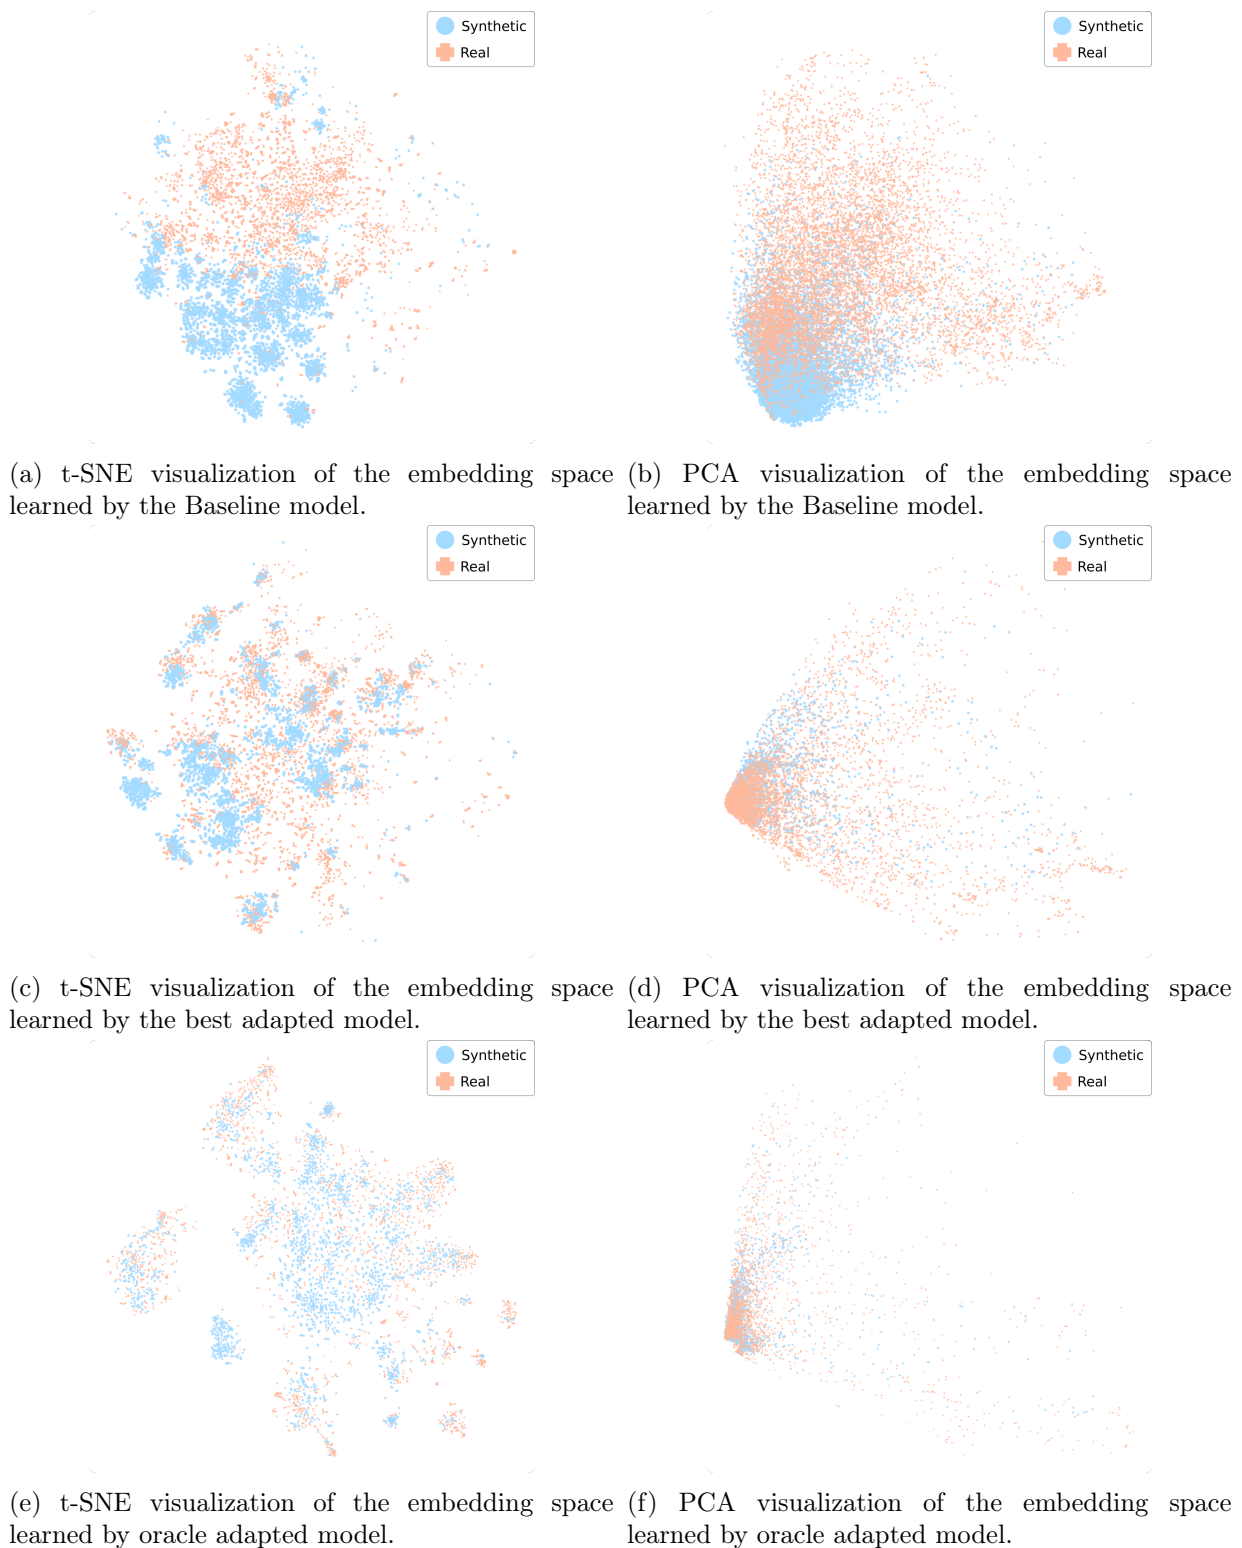 Synthetic
Real
Synthetic
Real
(a) t-SNE visualization of the embedding space
learned by the Baseline model.
(b) PCA visualization of the embedding space
learned by the Baseline model.
Synthetic
Real
Synthetic
Real
(c) t-SNE visualization of the embedding space
learned by the best adapted model.
(d) PCA visualization of the embedding space
learned by the best adapted model.
Synthetic
Real
Synthetic
Real
(e) t-SNE visualization of the embedding space
learned by oracle adapted model.
(f) PCA visualization of the embedding space
learned by oracle adapted model.